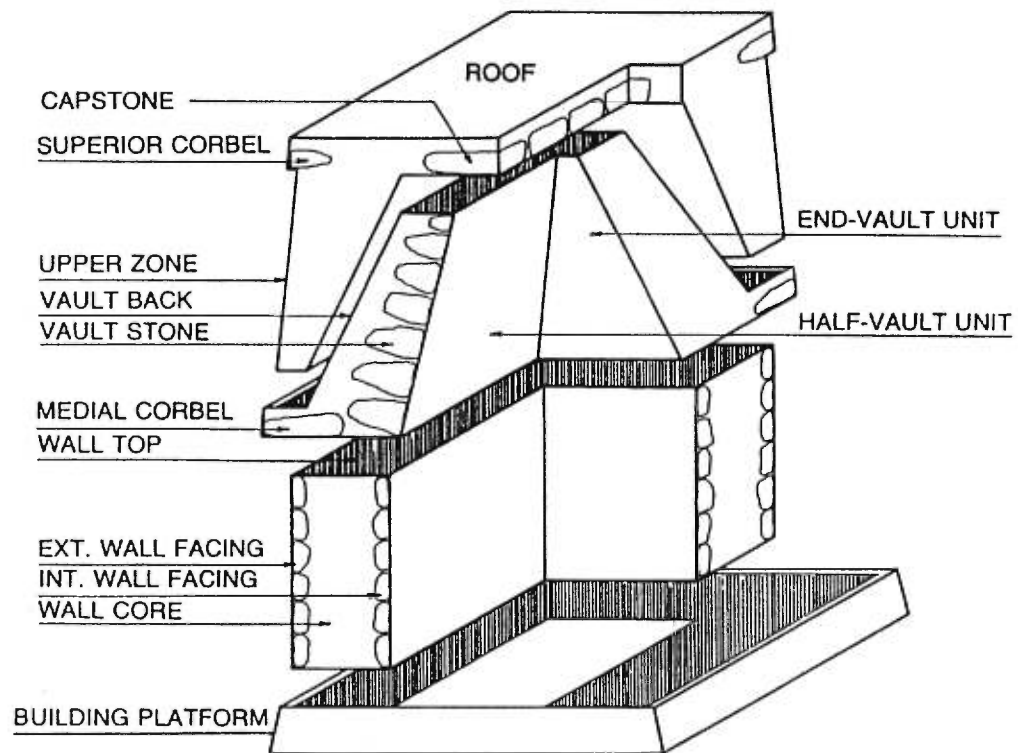 ROOF
CAPSTONE
SUPERIOR CORBEL
END-VAULT UNIT
UPPER ZONE
VAULT BACK
VAULT STONE
HALF-VAULT UNIT
MEDIAL CORBEL
WALL TOP
EXT. WALL FACING
INT. WALL FACING
WALL CORE
BUILDING PLATFORM